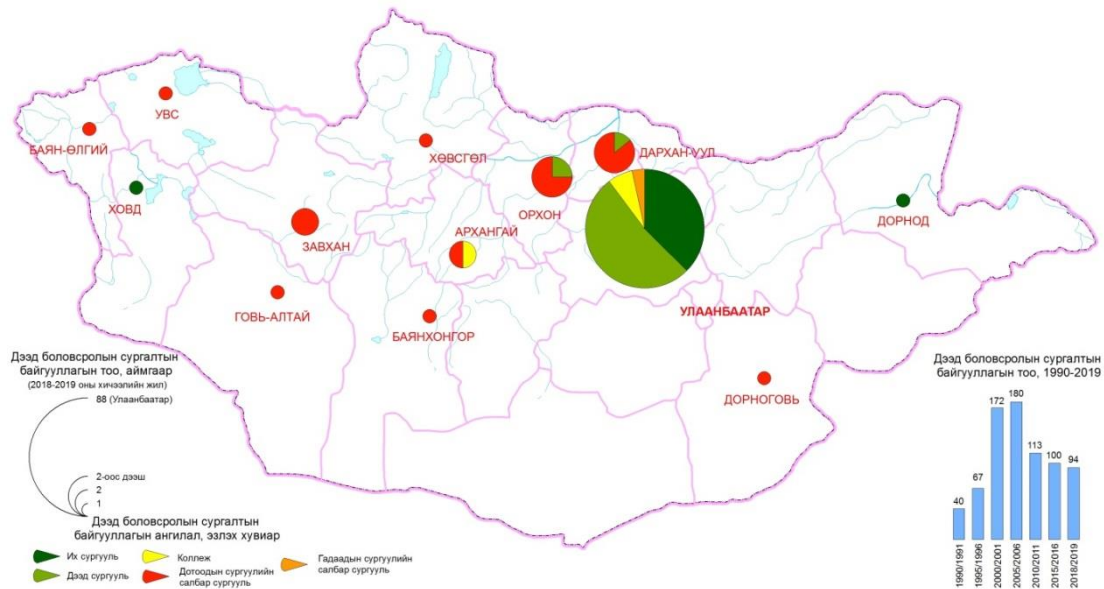 УВС
БАЯН-ӨЛГИЙ
ХОВД
ХӨВСГӨЛ
ДАРХАН-УУЛ
ОРХОН
ЗАВХАН
АРХАНГАЙ
ДОРНОД
ГОВЬ-АЛТАЙ
БАЯНХОНГОР
УЛААНБААТАР
ДОРНОГОВЬ
Дээд боловсролын сургалтын
байгууллагын тоо, аймгаар
(2018-2019 оны хичээлийн жил)
88 (Улаанбаатар)
2-оос дээш
2
1
Дээд боловсролын сургалтын
байгууллагын ангилал, эзлэх хувиар
Их сургууль
Дээд сургууль
Коллеж
Дотоодын сургуулийн
салбар сургууль
Гадаадын сургуулийн
салбар сургууль
Дээд боловсролын сургалтын
байгууллагын тоо, 1990-2019
40
67
172
180
113
100
94
1990/1991
1995/1996
2000/2001
2005/2006
2010/2011
2015/2016
2018/2019